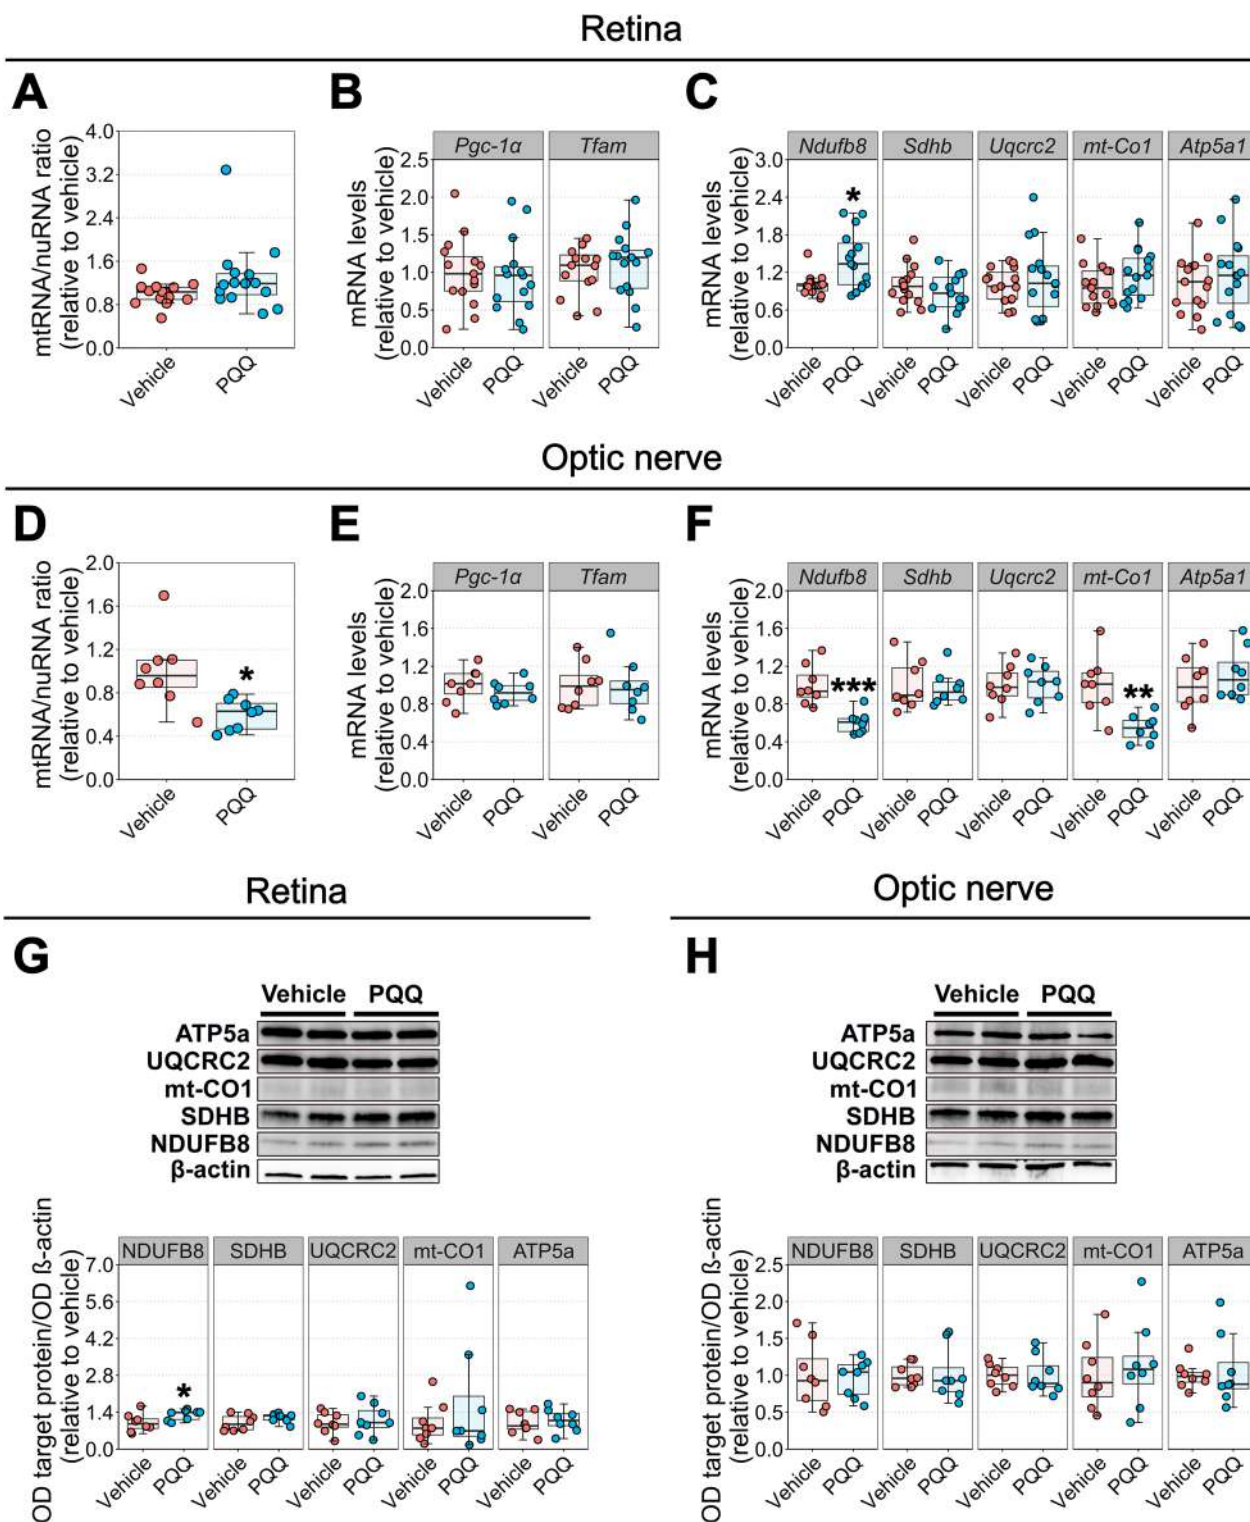 Retina
A
B
C
mtRNA/nuRNA ratio
(relative to vehicle)
4.0
3.2
2.4
1.6
0.8
0.0
Vehicle
PQQ
mRNA levels
(relative to vehicle)
Pgc-1α
Tfam
2.5
2.0
1.5
1.0
0.5
0.0
Vehicle
PQQ
Vehicle
PQQ
mRNA levels
(relative to vehicle)
Ndufb8
Sdhb
Uqcrc2
mt-Co1
Atp5a1
3.0
2.4
1.8
1.2
0.6
0.0
*
Vehicle
PQQ
Vehicle
PQQ
Vehicle
PQQ
Vehicle
PQQ
Vehicle
PQQ
Optic nerve
D
E
F
mtRNA/nuRNA ratio
(relative to vehicle)
2.0
1.6
1.2
0.8
0.4
0.0
*
Vehicle
PQQ
mRNA levels
(relative to vehicle)
Pgc-1α
Tfam
2.0
1.6
1.2
0.8
0.4
0.0
Vehicle
PQQ
Vehicle
PQQ
mRNA levels
(relative to vehicle)
Ndufb8
Sdhb
Uqcrc2
mt-Co1
Atp5a1
2.0
1.6
1.2
0.8
0.4
0.0
***
**
Vehicle
PQQ
Vehicle
PQQ
Vehicle
PQQ
Vehicle
PQQ
Vehicle
PQQ
Retina
G
Vehicle PQQ
ATP5a
UQCRC2
mt-CO1
SDHB
NDUFB8
β-actin
OD target protein/OD ß-actin
(relative to vehicle)
NDUFB8
SDHB
UQCRC2
mt-CO1
ATP5a
7.0
5.6
4.2
2.8
1.4
0.0
*
Vehicle
PQQ
Vehicle
PQQ
Vehicle
PQQ
Vehicle
PQQ
Vehicle
PQQ
Optic nerve
H
Vehicle PQQ
ATP5a
UQCRC2
mt-CO1
SDHB
NDUFB8
β-actin
OD target protein/OD ß-actin
(relative to vehicle)
NDUFB8
SDHB
UQCRC2
mt-CO1
ATP5a
2.5
2.0
1.5
1.0
0.5
0.0
Vehicle
PQQ
Vehicle
PQQ
Vehicle
PQQ
Vehicle
PQQ
Vehicle
PQQ